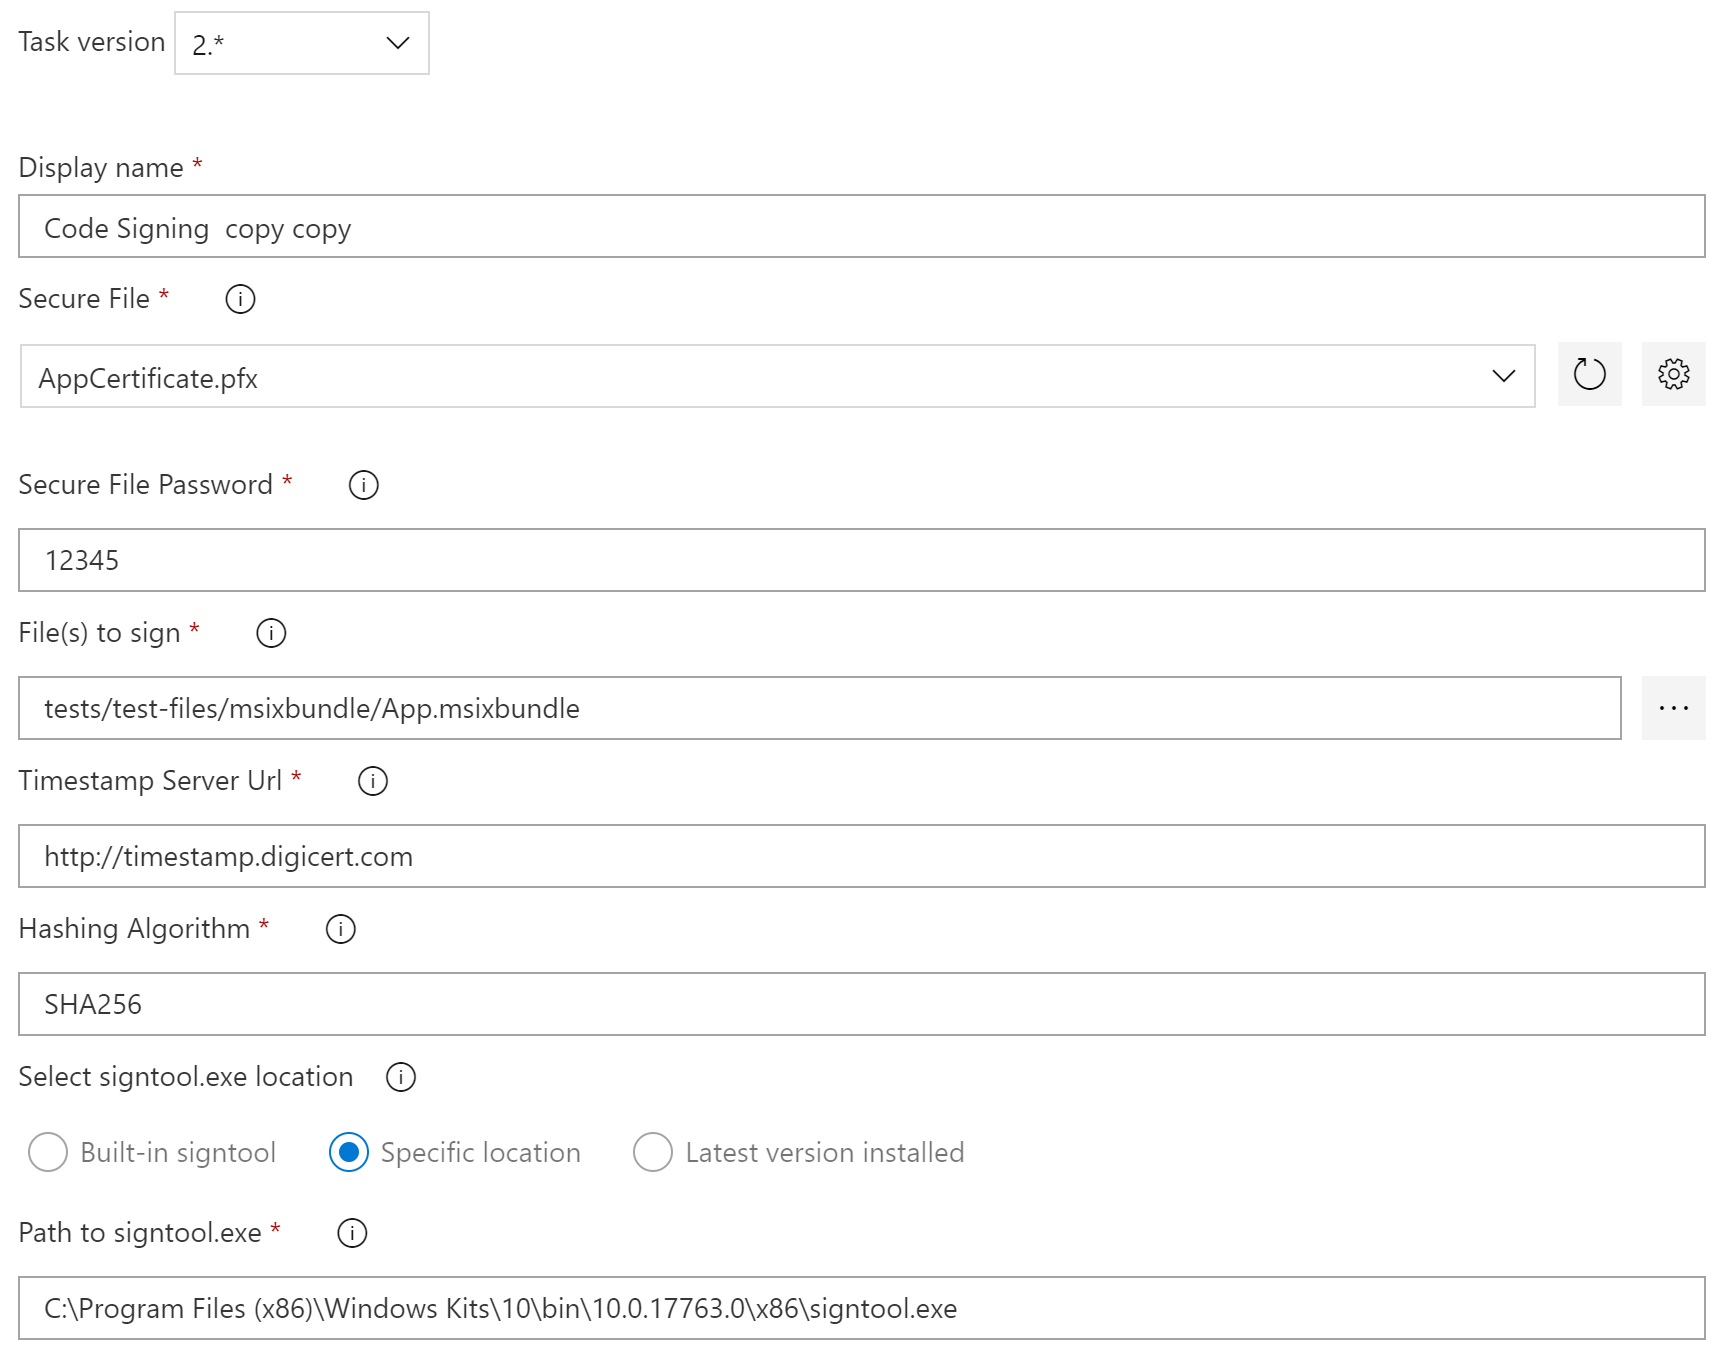 Task version 2.*
Display name *
Code Signing  copy copy
Secure File *
AppCertificate.pfx
Secure File Password *
12345
File(s) to sign *
tests/test-files/msixbundle/App.msixbundle
...
Timestamp Server Url *
http://timestamp.digicert.com
Hashing Algorithm *
SHA256
Select signtool.exe location
Built-in signtool Specific location Latest version installed
Path to signtool.exe *
C:\Program Files (x86)\Windows Kits\10\bin\10.0.17763.0\x86\signtool.exe